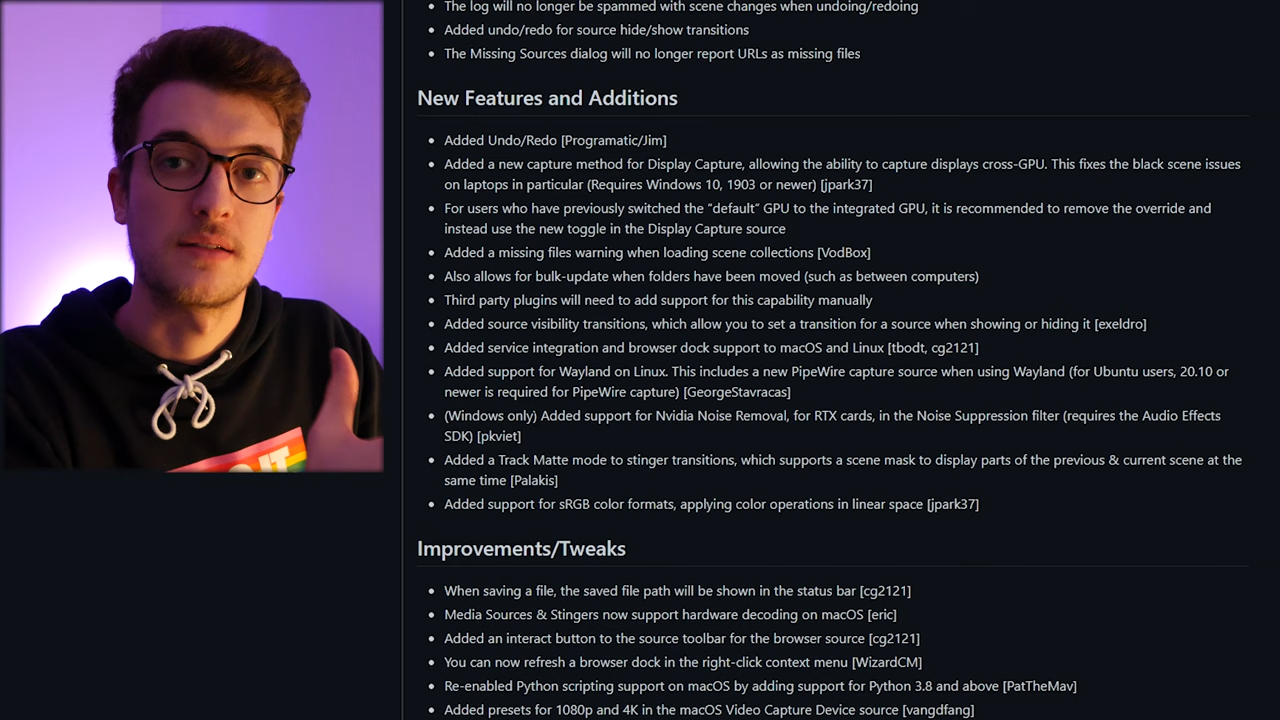 The log will no longer be spammed with scene changes when undoing/redoing
Added undo/redo for source hide/show transitions
The Missing Sources dialog will no longer report URLs as missing files
New Features and Additions
Added Undo/Redo [Programatic/Jim]
Added a new capture method for Display Capture, allowing the ability to capture displays cross-GPU. This fixes the black scene issues
on laptops in particular (Requires Windows 10, 1903 or newer) [jpark37]
For users who have previously switched the "default" GPU to the integrated GPU, it is recommended to remove the override and
instead use the new toggle in the Display Capture source
Added a missing files warning when loading scene collections [VodBox]
Also allows for bulk-update when folders have been moved (such as between computers)
Third party plugins will need to add support for this capability manually
Added source visibility transitions, which allow you to set a transition for a source when showing or hiding it [exeldro]
Added service integration and browser dock support to macOS and Linux [tbodt, cg2121]
Added support for Wayland on Linux. This includes a new PipeWire capture source when using Wayland (for Ubuntu users, 20.10 or
newer is required for PipeWire capture) [GeorgeStavracas]
(Windows only) Added support for Nvidia Noise Removal, for RTX cards, in the Noise Suppression filter (requires the Audio Effects
SDK) [pkviet]
Added a Track Matte mode to stinger transitions, which supports a scene mask to display parts of the previous & current scene at the
same time [Palakis]
Added support for sRGB color formats, applying color operations in linear space [jpark37]
Improvements/Tweaks
When saving a file, the saved file path will be shown in the status bar [cg2121]
Media Sources & Stingers now support hardware decoding on macOS [eric]
Added an interact button to the source toolbar for the browser source [cg2121]
You can now refresh a browser dock in the right-click context menu [WizardCM]
Re-enabled Python scripting support on macOS by adding support for Python 3.8 and above [PatTheMav]
Added presets for 1080p and 4K in the macOS Video Capture Device source [vangdfang]